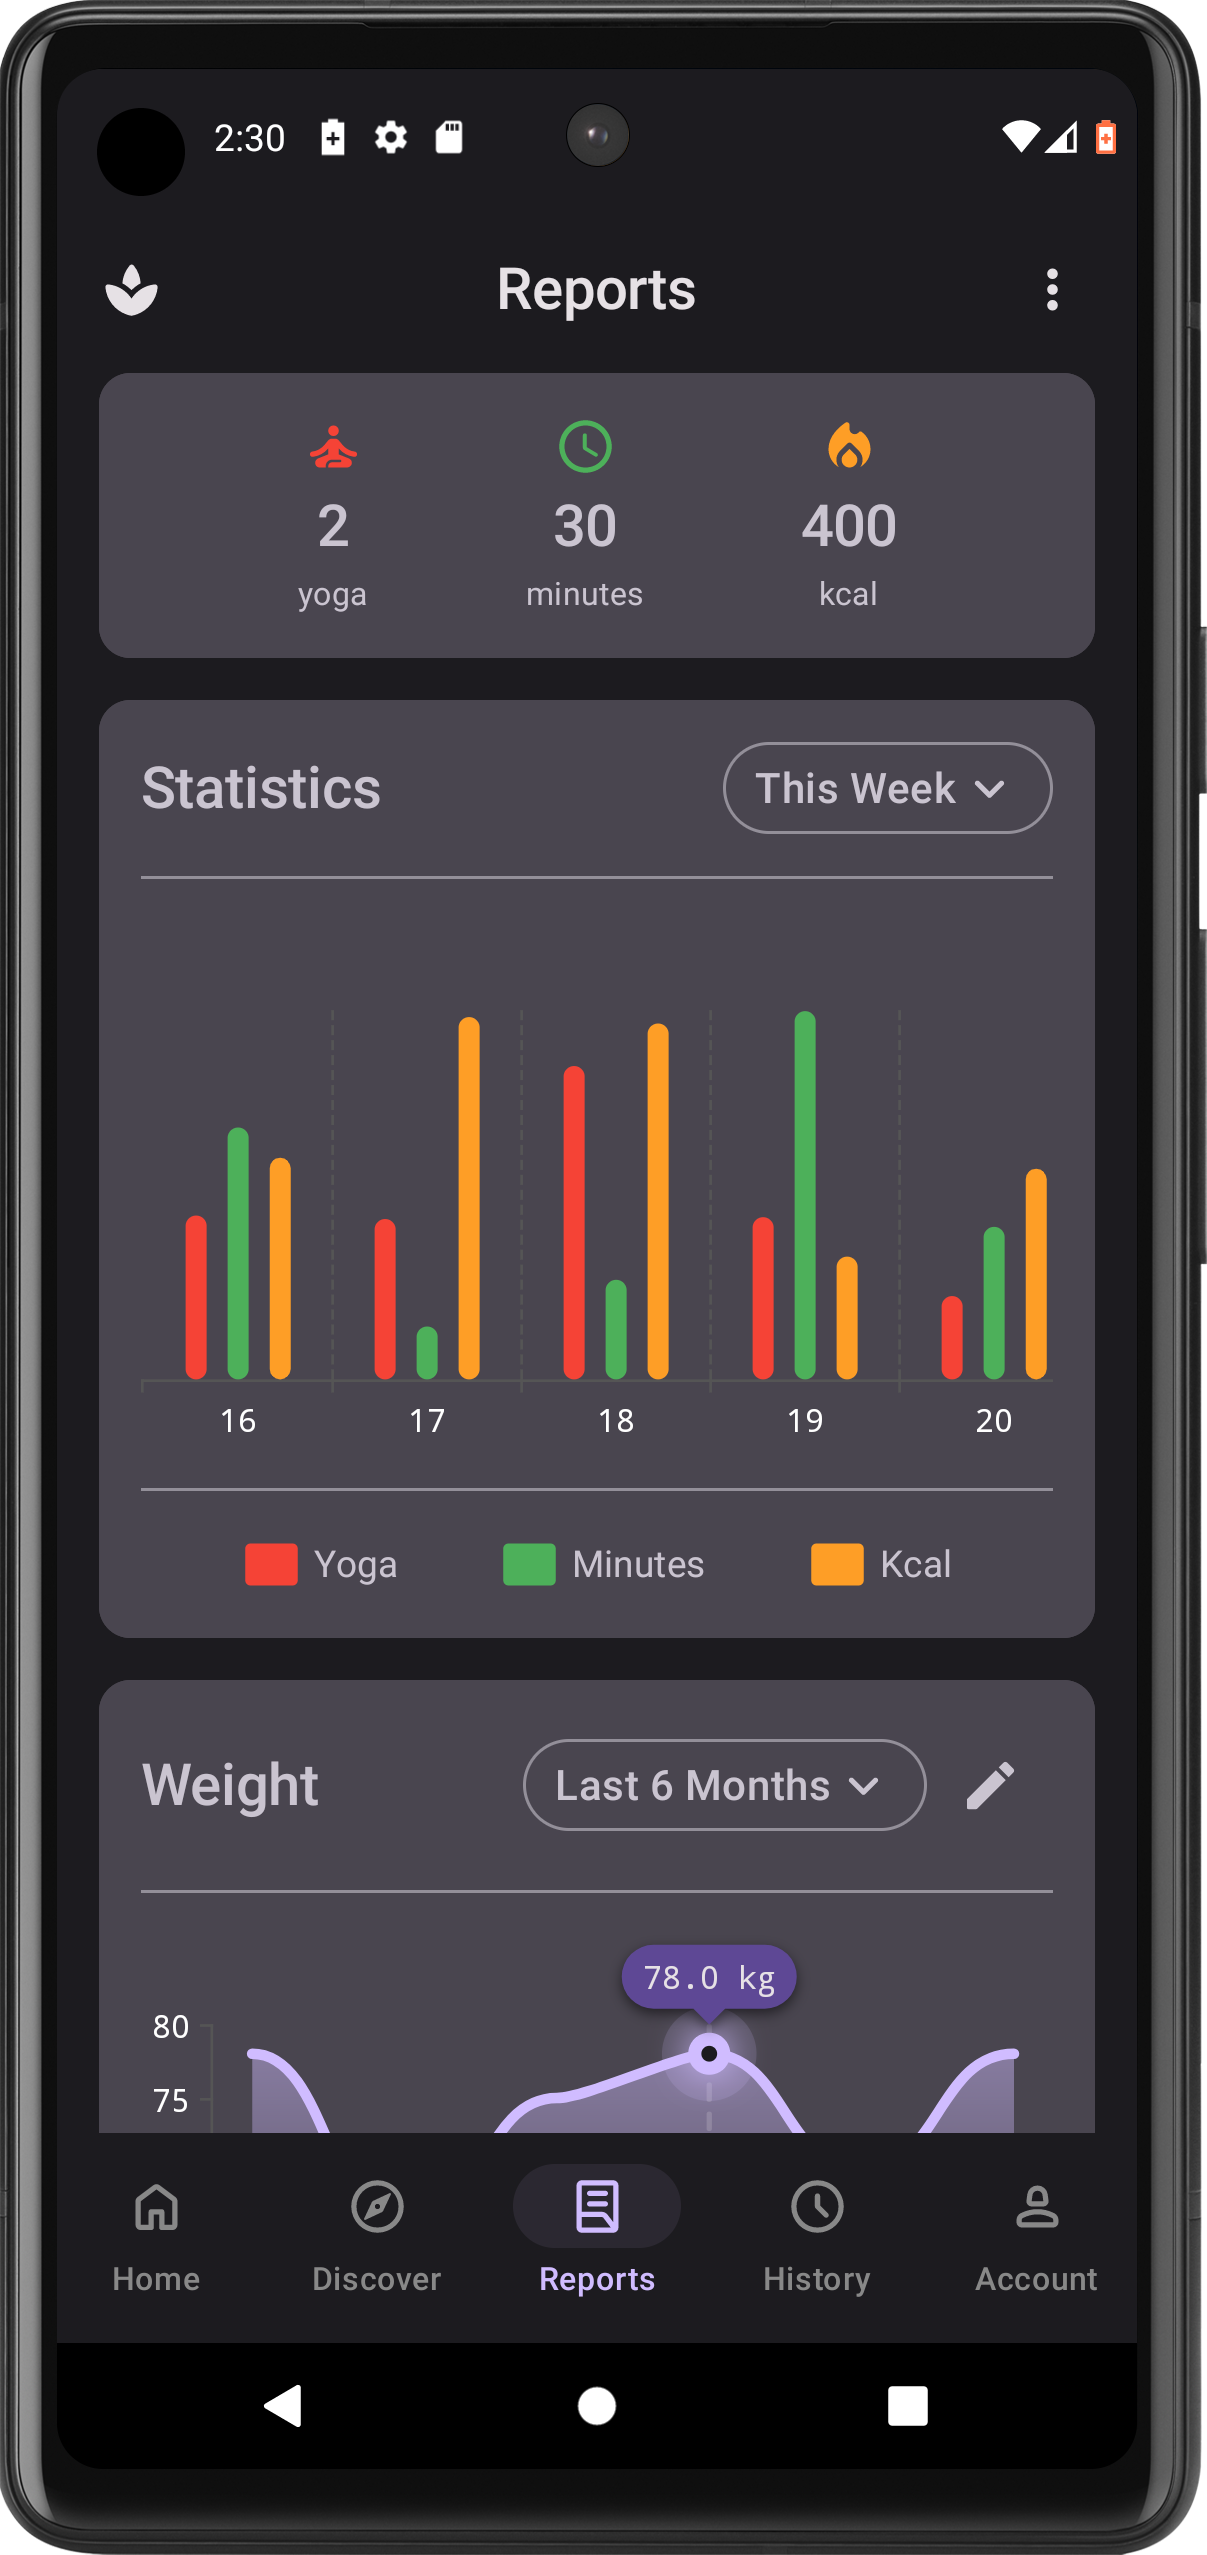 2:30
Reports
2 30 400
yoga minutes kcal
Statistics This Week
16 17 18 19 20
Yoga Minutes Kcal
Weight Last 6 Months
78.0 kg
80
75
Home Discover Reports History Account